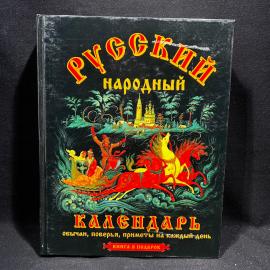 РУССКИЙ
НАРОДНЫЙ
КАЛЕНДАРЬ
обычаи, поверья, приметы на каждый день
КНИГА В ПОДАРОК